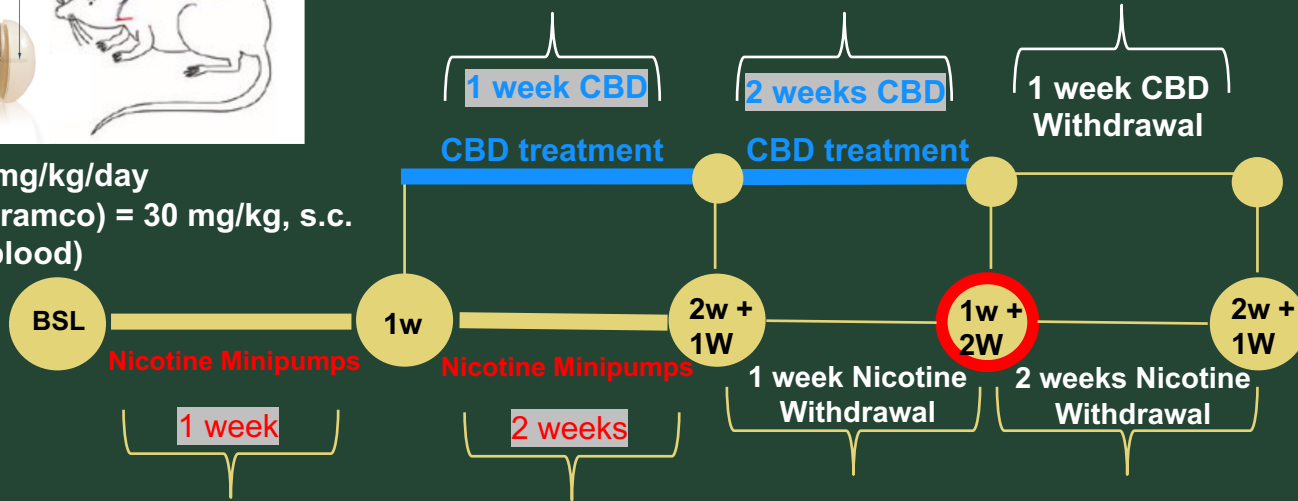 1 week CBD
2 weeks CBD
1 week CBD
Withdrawal
CBD treatment
CBD treatment
mg/kg/day
ramco) = 30 mg/kg, s.c.
lood)
BSL
1w
2w +
1W
1w +
2W
2w +
1W
Nicotine Minipumps
Nicotine Minipumps
1 week Nicotine
Withdrawal
2 weeks Nicotine
Withdrawal
1 week
2 weeks